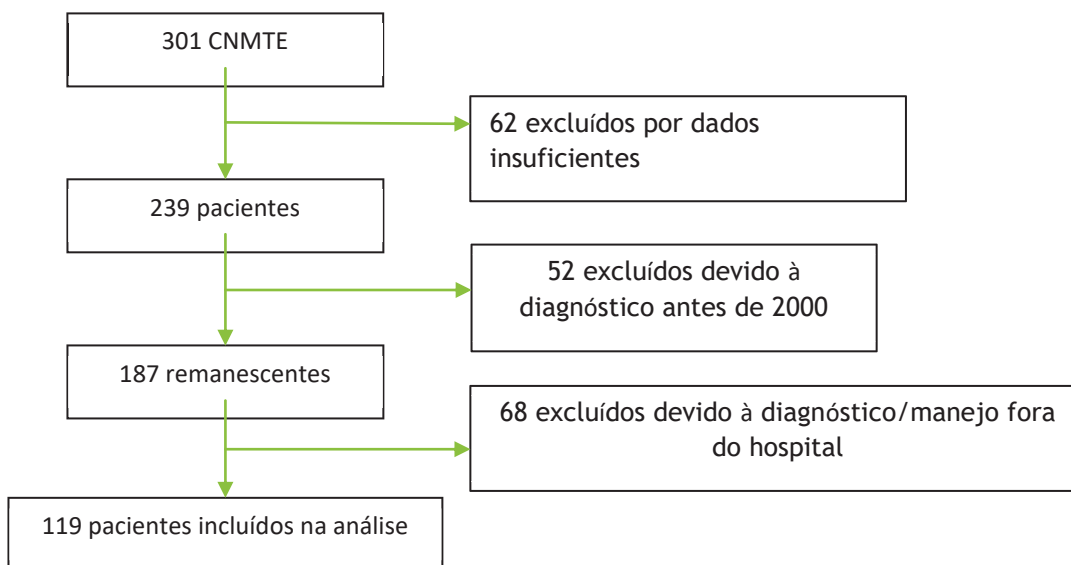 301 CNMTE
62 excluídos por dados
insuficientes
239 pacientes
52 excluídos devido à
diagnóstico antes de 2000
187 remanescentes
68 excluídos devido à diagnóstico/manejo fora
do hospital
119 pacientes incluídos na análise